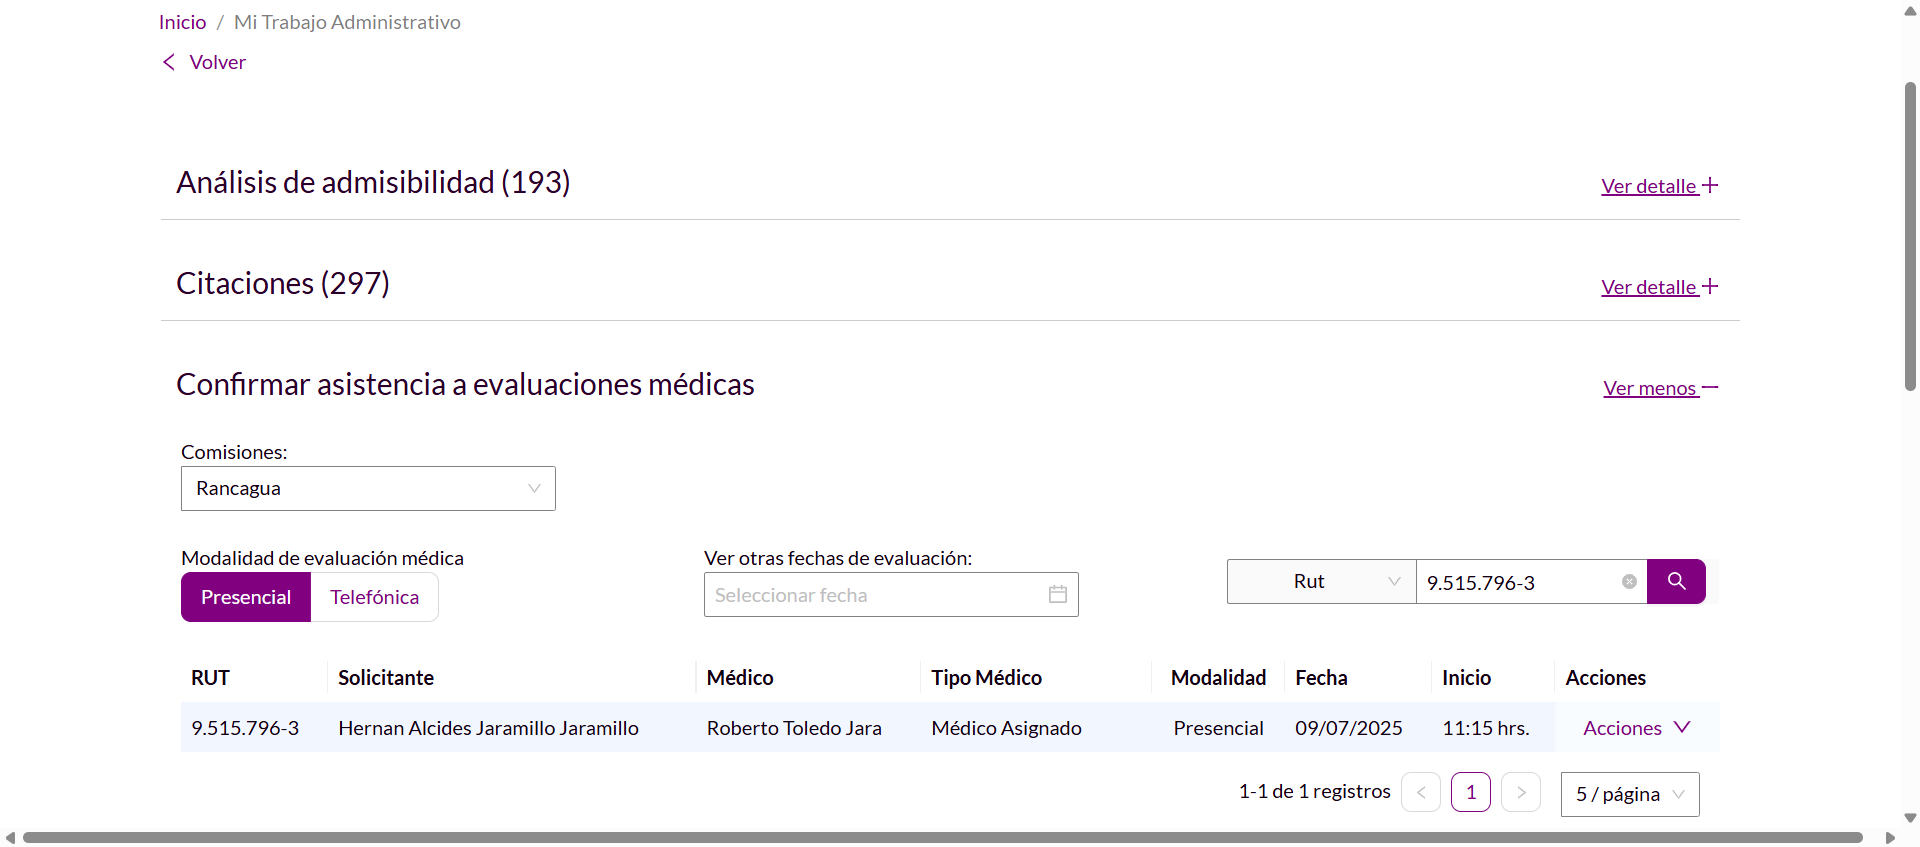 Inicio / Mi Trabajo Administrativo
Volver
Análisis de admisibilidad (193)
Ver detalle
Citaciones (297)
Ver detalle
Confirmar asistencia a evaluaciones médicas
Ver menos
Comisiones:
Rancagua
Modalidad de evaluación médica
Presencial Telefónica
Ver otras fechas de evaluación:
Seleccionar fecha
Rut 9.515.796-3
RUT Solicitante Médico Tipo Médico Modalidad Fecha Inicio Acciones
9.515.796-3 Hernan Alcides Jaramillo Jaramillo Roberto Toledo Jara Médico Asignado Presencial 09/07/2025 11:15 hrs. Acciones
1-1 de 1 registros < 1 > 5 / página